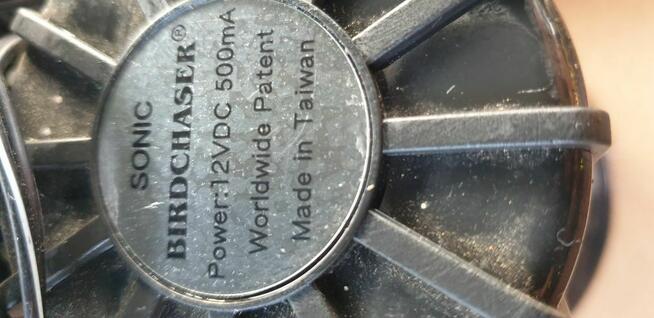 SONIC
BIRDCHASER®
Power:12VDC 500mA
Worldwide Patent
Made in Taiwan